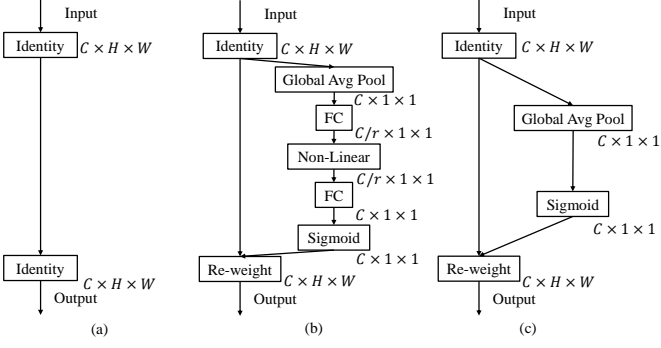 Input
Identity
C × H × W
Identity
C × H × W
Output
(a)
Input
Identity
C × H × W
Global Avg Pool
C × 1 × 1
FC
C/r × 1 × 1
Non-Linear
C/r × 1 × 1
FC
C × 1 × 1
Sigmoid
C × 1 × 1
Re-weight
C × H × W
Output
(b)
Input
Identity
C × H × W
Global Avg Pool
C × 1 × 1
Sigmoid
C × 1 × 1
Re-weight
C × H × W
Output
(c)